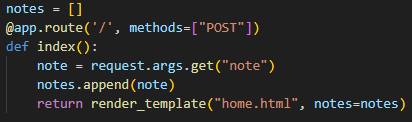 notes = []
@app.route('/', methods=["POST"])
def index():
    note = request.args.get("note")
    notes.append(note)
    return render_template("home.html", notes=notes)